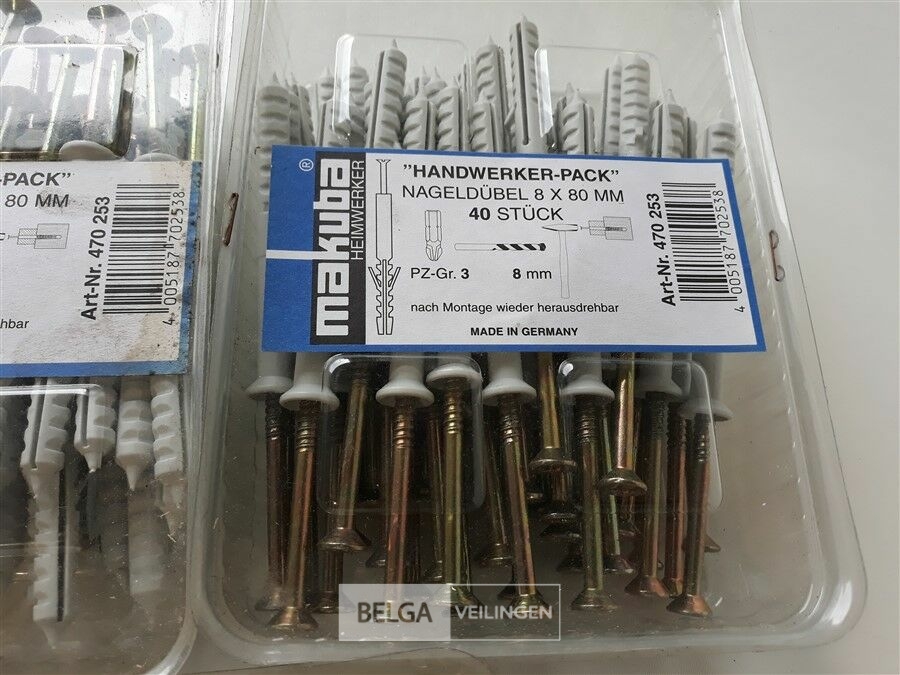 -PACK"
80 MM
Art-Nr. 470 253
4 005187 702538
hbar
makuba ®
HEIMWERKER
"HANDWERKER-PACK"
NAGELDÜBEL 8 X 80 MM
40 STÜCK
PZ-Gr. 3
8 mm
nach Montage wieder herausdrehbar
MADE IN GERMANY
Art-Nr. 470 253
4 005187 702538
BELGA VEILINGEN